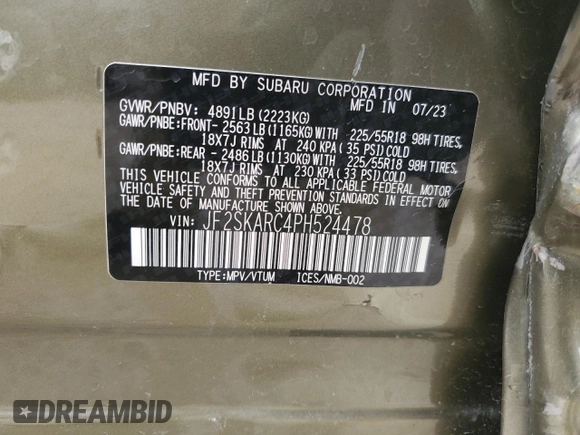 MFD BY SUBARU CORPORATION
GVWR/PNBV: 4891LB (2223KG) MFD IN 07/23
GAWR/PNBE:FRONT- 2563LB (1165KG) WITH 225/55R18 98H TIRES,
18X7J RIMS AT 240 KPA ( 35 PSI) COLD
GAWR/PNBE:REAR - 2486LB (1130KG) WITH 225/55R18 98H TIRES,
18X7J RIMS AT 230 KPA ( 33 PSI) COLD
THIS VEHICLE CONFORMS TO ALL APPLICABLE FEDERAL MOTOR
VEHICLE SAFETY AND THEFT PREVENTION STANDARDS IN EFFECT ON
THE DATE OF MANUFACTURE SHOWN ABOVE.
VIN: JF2SKARC4PH524478
TYPE:MPV/VTUM ICES/NMB-002
DREAMBID